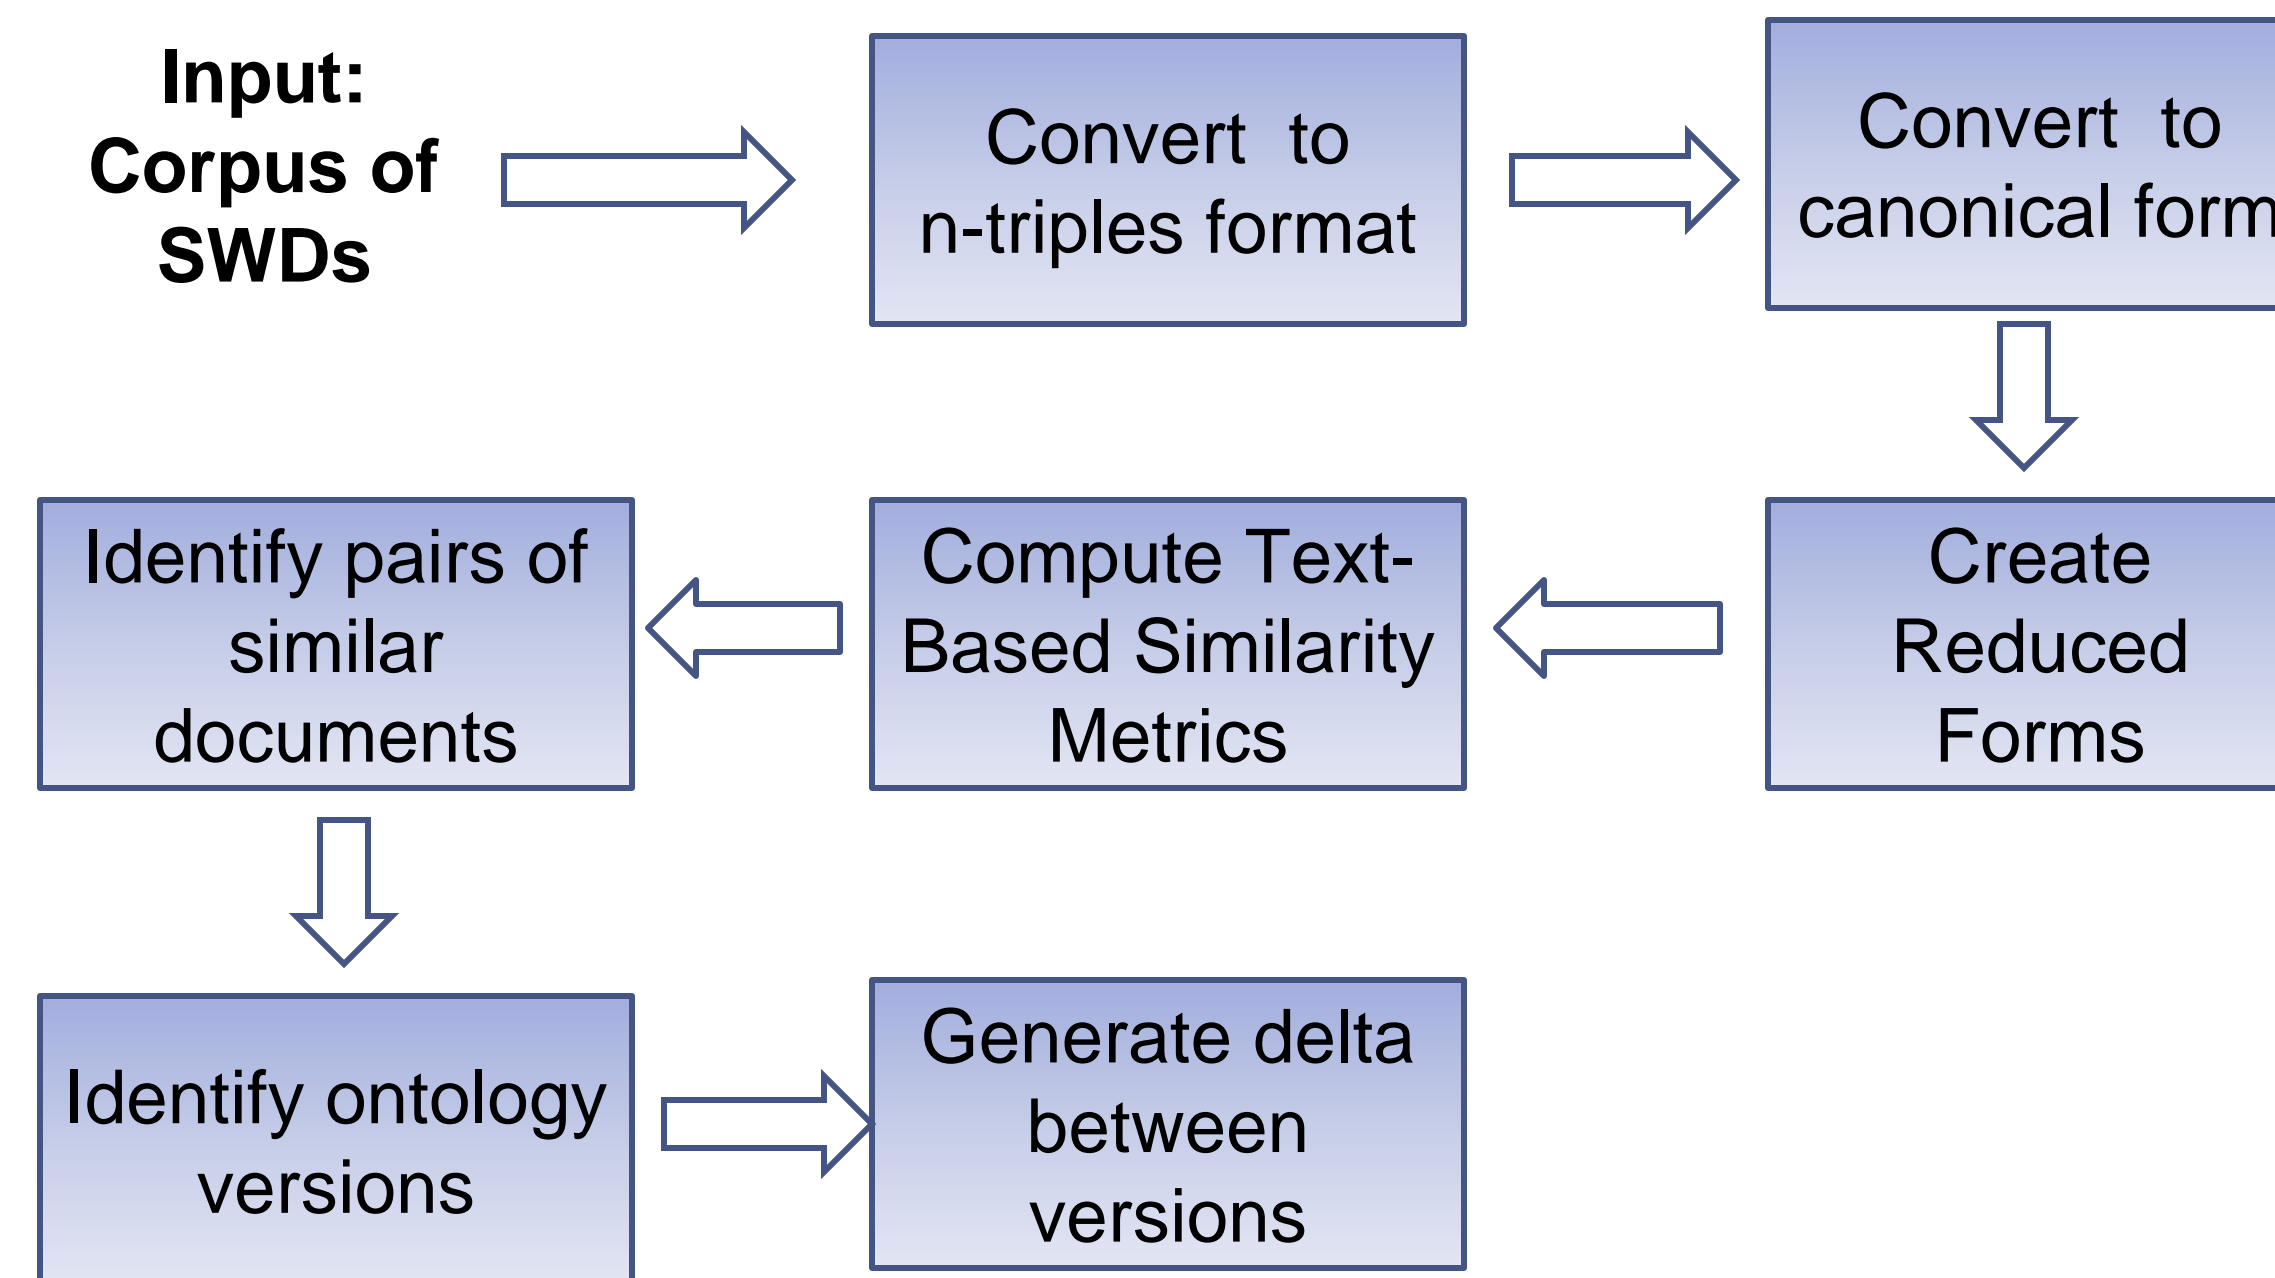 Input:
Corpus of
SWDs
Convert to
n-triples format
Convert to
canonical form
Create
Reduced
Forms
Compute Text-
Based Similarity
Metrics
Identify pairs of
similar
documents
Identify ontology
versions
Generate delta
between
versions